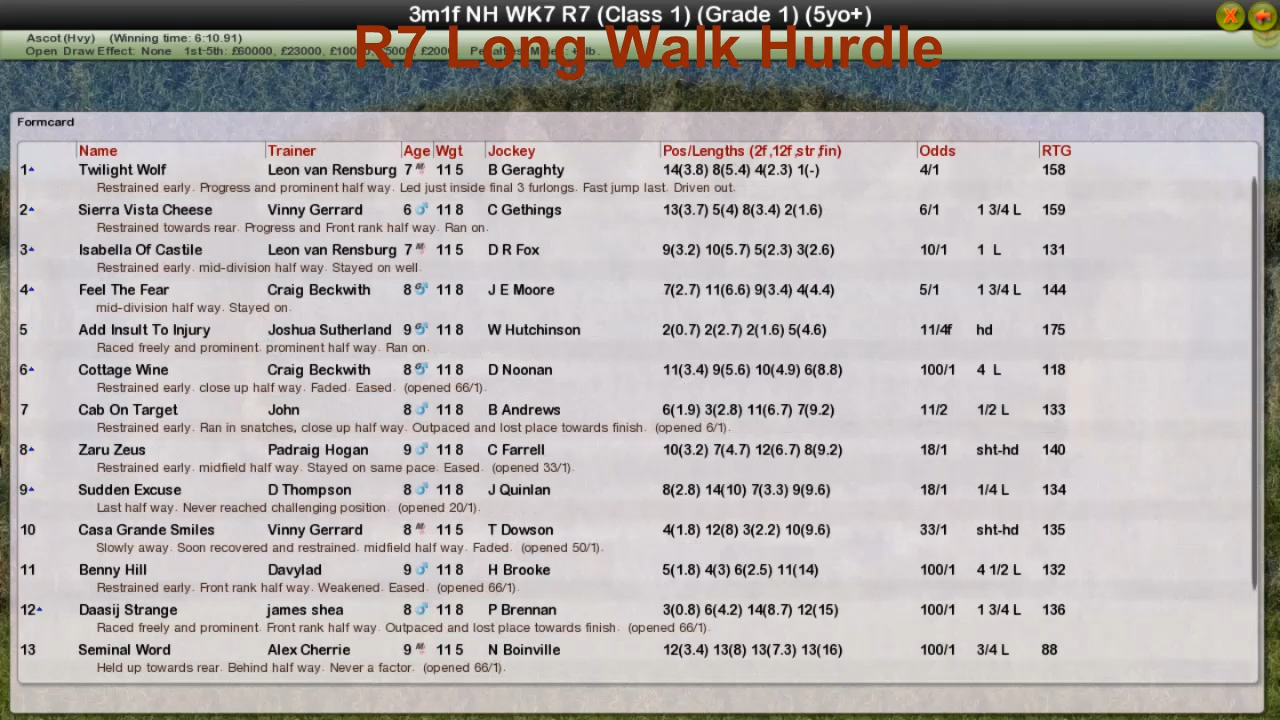 3m1f NH WK7 R7 (Class 1) (Grade 1) (5yo+)
R7 Long Walk Hurdle
Ascot (Hvy) (Winning time: 6:10.91)
Open Draw Effect: None 1st-5th: £60000, £23000,
Formcard
Name Trainer Age Wgt Jockey Pos/Lengths (2f,12f,str,fin) Odds RTG
1 Twilight Wolf Leon van Rensburg 7 11 5 B Geraghty 14(3.8) 8(5.4) 4(2.3) 1(-) 4/1 158
Restrained early. Progress and prominent half way. Led just inside final 3 furlongs. Fast jump last. Driven out.
2 Sierra Vista Cheese Vinny Gerrard 6 11 8 C Gethings 13(3.7) 5(4) 8(3.4) 2(1.6) 6/1 1 3/4 L 159
Restrained towards rear. Progress and Front rank half way. Ran on.
3 Isabella Of Castile Leon van Rensburg 7 11 5 D R Fox 9(3.2) 10(5.7) 5(2.3) 3(2.6) 10/1 1 L 131
Restrained early. mid-division half way. Stayed on well.
4 Feel The Fear Craig Beckwith 8 11 8 J E Moore 7(2.7) 11(6.6) 9(3.4) 4(4.4) 5/1 1 3/4 L 144
mid-division half way. Stayed on.
5 Add Insult To Injury Joshua Sutherland 9 11 8 W Hutchinson 2(0.7) 2(2.7) 2(1.6) 5(4.6) 11/4f hd 175
Raced freely and prominent. prominent half way. Ran on.
6 Cottage Wine Craig Beckwith 8 11 8 D Noonan 11(3.4) 9(5.6) 10(4.9) 6(8.8) 100/1 4 L 118
Restrained early. close up half way. Faded. Eased. (opened 66/1).
7 Cab On Target John 8 11 8 B Andrews 6(1.9) 3(2.8) 11(6.7) 7(9.2) 11/2 1/2 L 133
Restrained early. Ran in snatches, close up half way. Outpaced and lost place towards finish. (opened 6/1).
8 Zaru Zeus Padraig Hogan 9 11 8 C Farrell 10(3.2) 7(4.7) 12(6.7) 8(9.2) 18/1 sht-hd 140
Restrained early. midfield half way. Stayed on same pace. Eased. (opened 33/1).
9 Sudden Excuse D Thompson 8 11 8 J Quinlan 8(2.8) 14(10) 7(3.3) 9(9.6) 18/1 1/4 L 134
Last half way. Never reached challenging position. (opened 20/1).
10 Casa Grande Smiles Vinny Gerrard 8 11 5 T Dowson 4(1.8) 12(8) 3(2.2) 10(9.6) 33/1 sht-hd 135
Slowly away. Soon recovered and restrained. midfield half way. Faded. (opened 50/1).
11 Benny Hill Davylad 9 11 8 H Brooke 5(1.8) 4(3) 6(2.5) 11(14) 100/1 4 1/2 L 132
Restrained early. Front rank half way. Weakened. Eased. (opened 66/1).
12 Daasij Strange james shea 8 11 8 P Brennan 3(0.8) 6(4.2) 14(8.7) 12(15) 100/1 1 3/4 L 136
Raced freely and prominent. Front rank half way. Outpaced and lost place towards finish. (opened 66/1).
13 Seminal Word Alex Cherrie 9 11 5 N Boinville 12(3.4) 13(8) 13(7.3) 13(16) 100/1 3/4 L 88
Held up towards rear. Behind half way. Never a factor. (opened 66/1).